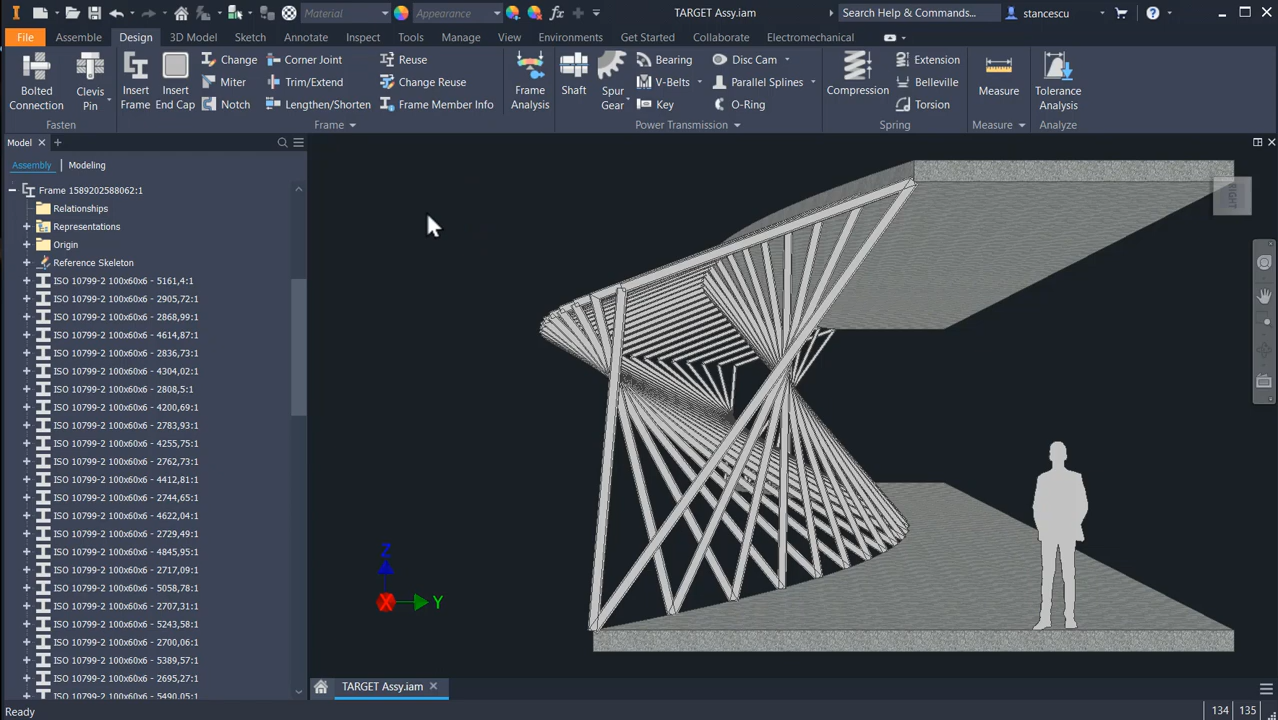 Material
Appearance
TARGET Assy.iam
Search Help & Commands...
stancescu
File
Assemble
Design
3D Model
Sketch
Annotate
Inspect
Tools
Manage
View
Environments
Get Started
Collaborate
Electromechanical
Bolted
Connection
Clevis
Pin
Insert
Frame
Insert
End Cap
Change
Miter
Notch
Corner Joint
Trim/Extend
Lengthen/Shorten
Reuse
Change Reuse
Frame Member Info
Frame
Analysis
Shaft
Spur
Gear
Bearing
V-Belts
Key
Disc Cam
Parallel Splines
O-Ring
Compression
Extension
Belleville
Torsion
Measure
Tolerance
Analysis
Fasten
Frame
Power Transmission
Spring
Measure
Analyze
Model
Assembly
Modeling
Frame 1589202588062:1
Relationships
Representations
Origin
Reference Skeleton
ISO 10799-2 100x60x6 - 5161,4:1
ISO 10799-2 100x60x6 - 2905,72:1
ISO 10799-2 100x60x6 - 2868,99:1
ISO 10799-2 100x60x6 - 4614,87:1
ISO 10799-2 100x60x6 - 2836,73:1
ISO 10799-2 100x60x6 - 4304,02:1
ISO 10799-2 100x60x6 - 2808,5:1
ISO 10799-2 100x60x6 - 4200,69:1
ISO 10799-2 100x60x6 - 2783,93:1
ISO 10799-2 100x60x6 - 4255,75:1
ISO 10799-2 100x60x6 - 2762,73:1
ISO 10799-2 100x60x6 - 4412,81:1
ISO 10799-2 100x60x6 - 2744,65:1
ISO 10799-2 100x60x6 - 4622,04:1
ISO 10799-2 100x60x6 - 2729,49:1
ISO 10799-2 100x60x6 - 4845,95:1
ISO 10799-2 100x60x6 - 2717,09:1
ISO 10799-2 100x60x6 - 5058,78:1
ISO 10799-2 100x60x6 - 2707,31:1
ISO 10799-2 100x60x6 - 5243,58:1
ISO 10799-2 100x60x6 - 2700,06:1
ISO 10799-2 100x60x6 - 5389,57:1
ISO 10799-2 100x60x6 - 2695,27:1
ISO 10799-2 100x60x6 - 5490,05:1
RIGHT
Z
X
Y
TARGET Assy.iam
Ready
134 135